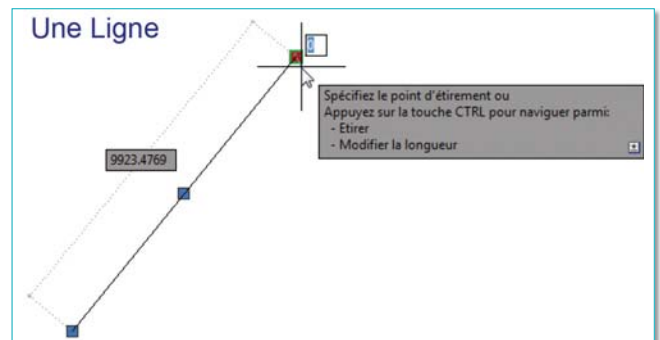 Une Ligne
0
Spécifiez le point d'étirement ou
Appuyez sur la touche CTRL pour naviguer parmi:
- Etirer
- Modifier la longueur
9923.4769